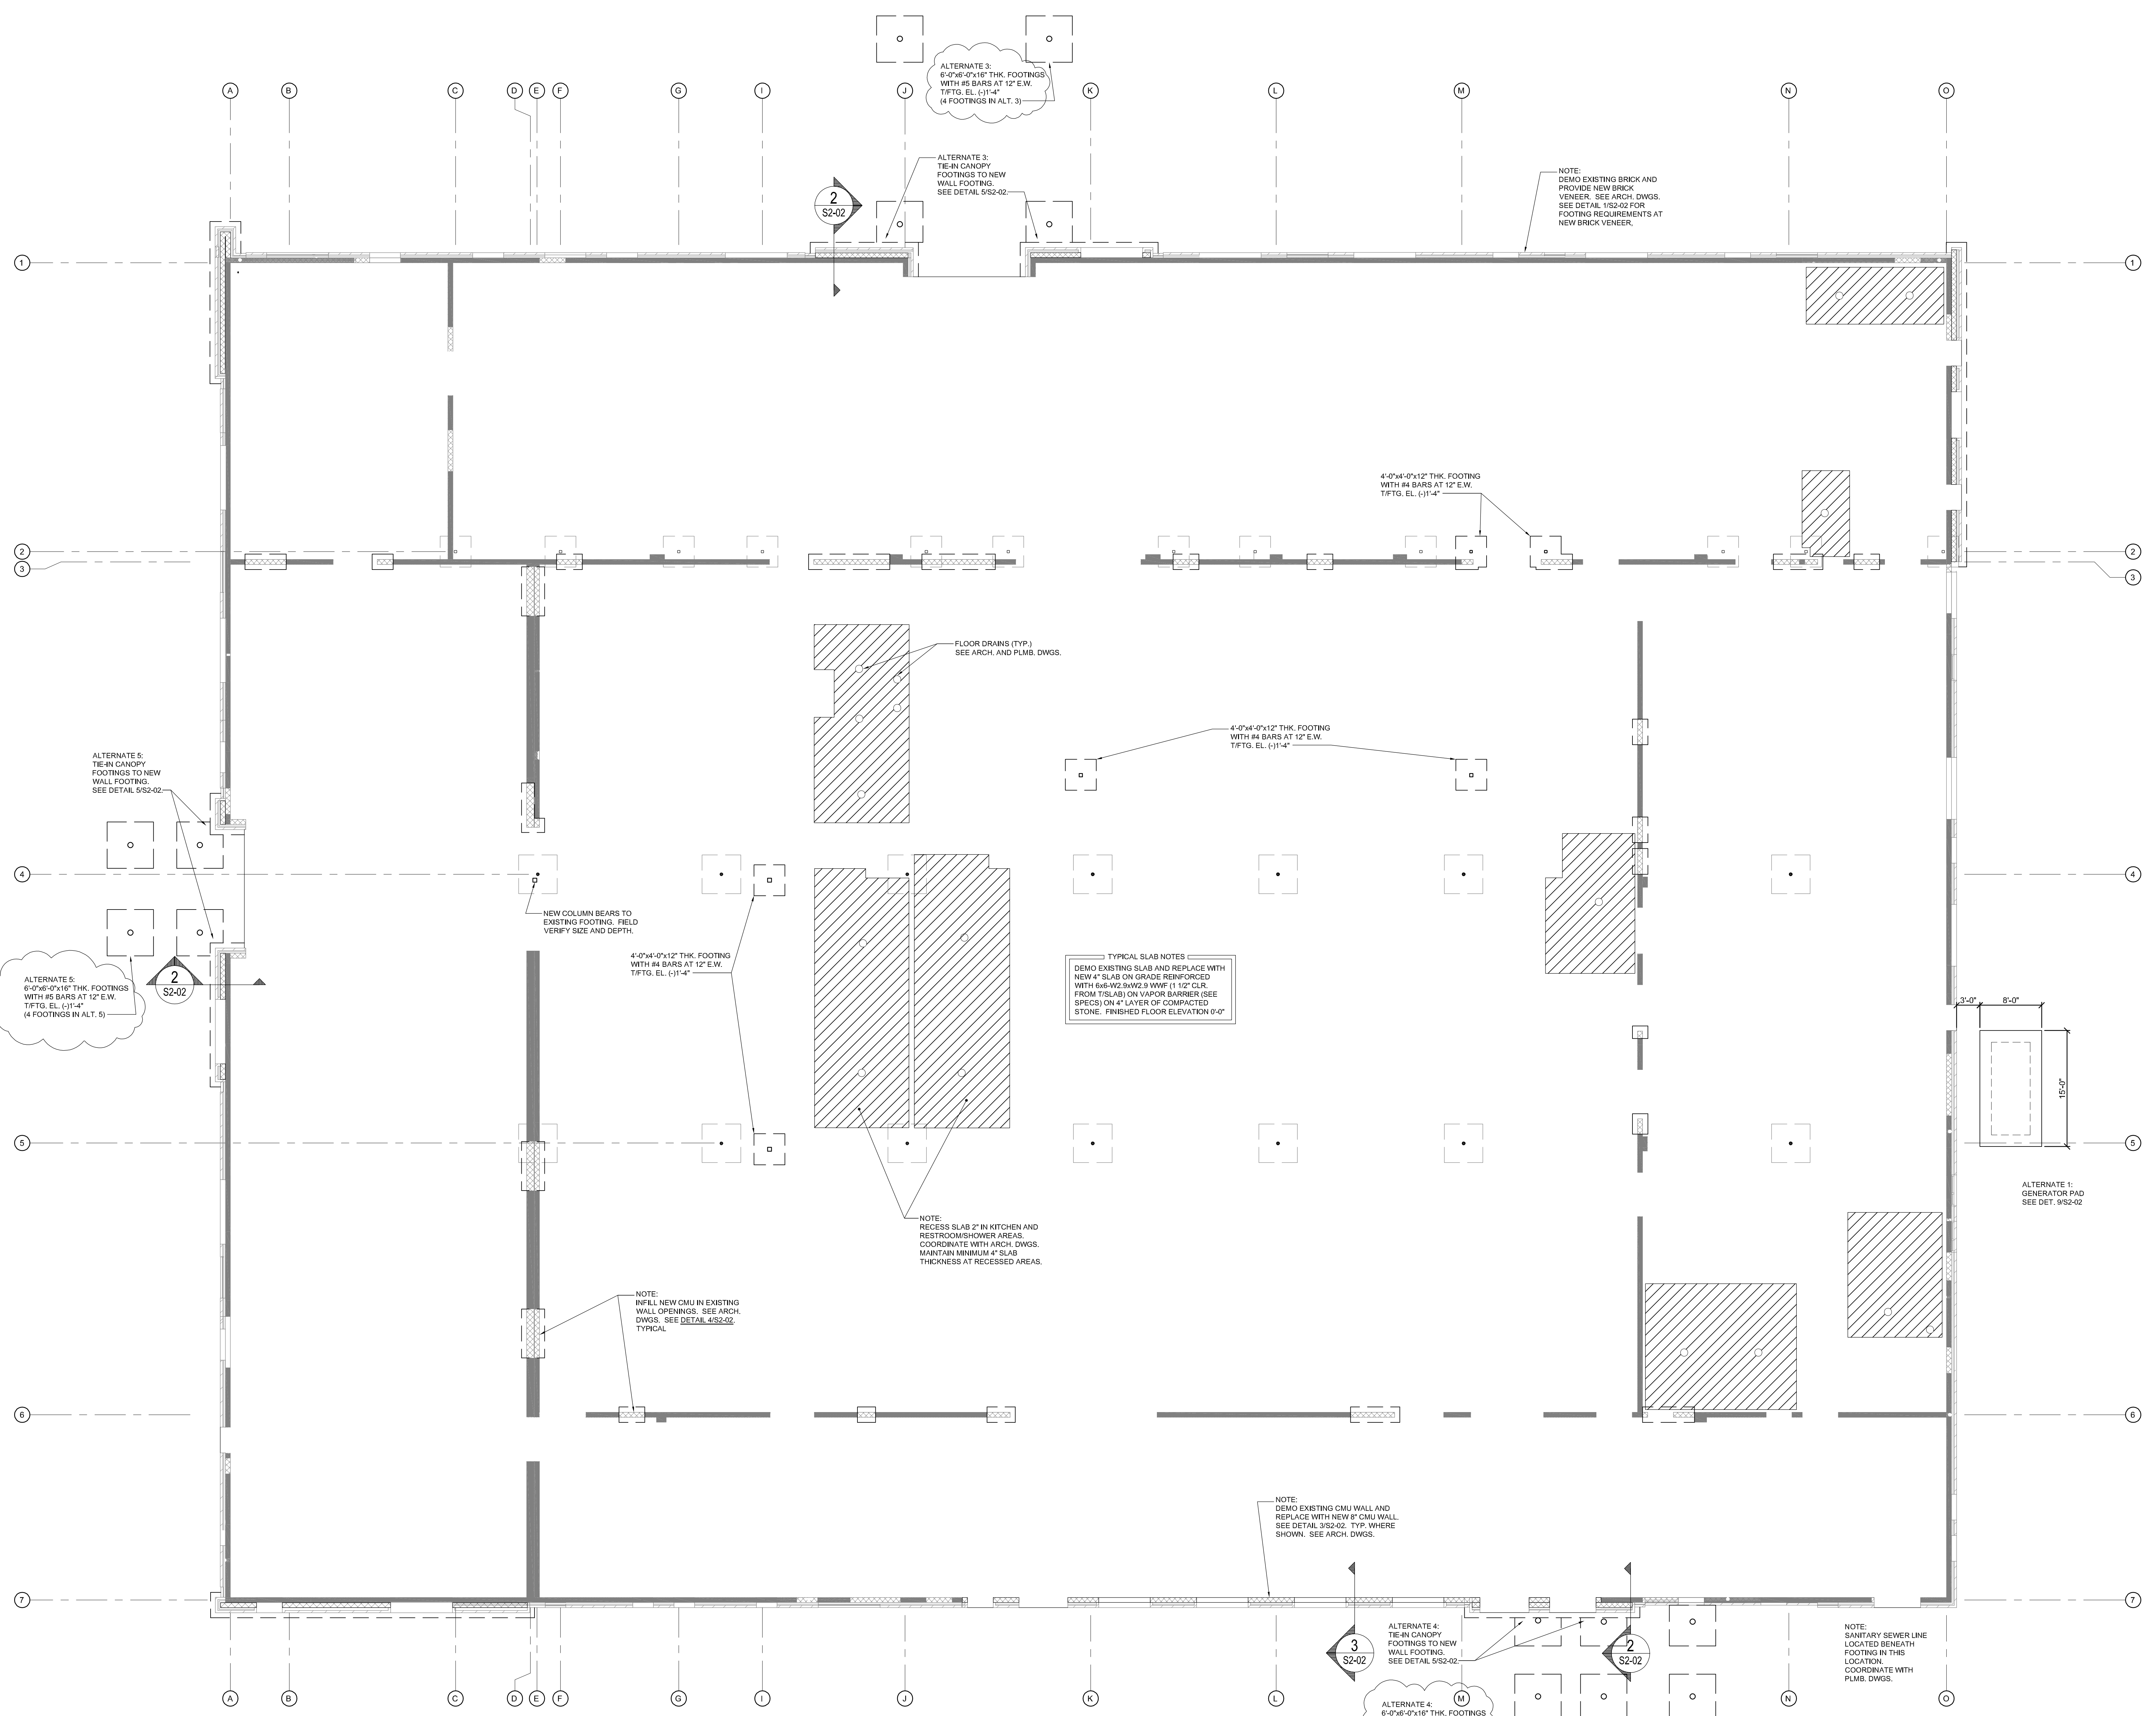 ALTERNATE 3:
6'-0"x6'-0"x16" THK. FOOTINGS
WITH #5 BARS AT 12" E.W.
T/FTG. EL. (-)1'-4"
(4 FOOTINGS IN ALT. 3)
A
B
C
D
E
F
G
I
J
K
L
M
N
O
ALTERNATE 3:
TIE-IN CANOPY
FOOTINGS TO NEW
WALL FOOTING.
SEE DETAIL 5/S2-02.
2
S2-02
NOTE:
DEMO EXISTING BRICK AND
PROVIDE NEW BRICK
VENEER. SEE ARCH. DWGS.
SEE DETAIL 1/S2-02 FOR
FOOTING REQUIREMENTS AT
NEW BRICK VENEER.
1
1
4'-0"x4'-0"x12" THK. FOOTING
WITH #4 BARS AT 12" E.W.
T/FTG. EL. (-)1'-4"
2
2
3
3
FLOOR DRAINS (TYP.)
SEE ARCH. AND PLMB. DWGS.
4'-0"x4'-0"x12" THK. FOOTING
WITH #4 BARS AT 12" E.W.
T/FTG. EL. (-)1'-4"
ALTERNATE 5:
TIE-IN CANOPY
FOOTINGS TO NEW
WALL FOOTING.
SEE DETAIL 5/S2-02.
4
4
NEW COLUMN BEARS TO
EXISTING FOOTING. FIELD
VERIFY SIZE AND DEPTH.
4'-0"x4'-0"x12" THK. FOOTING
WITH #4 BARS AT 12" E.W.
T/FTG. EL. (-)1'-4"
TYPICAL SLAB NOTES
DEMO EXISTING SLAB AND REPLACE WITH
NEW 4" SLAB ON GRADE REINFORCED
WITH 6x6-W2.9xW2.9 WWF (1 1/2" CLR.
FROM T/SLAB) ON VAPOR BARRIER (SEE
SPECS) ON 4" LAYER OF COMPACTED
STONE. FINISHED FLOOR ELEVATION 0'-0"
ALTERNATE 5:
6'-0"x6'-0"x16" THK. FOOTINGS
WITH #5 BARS AT 12" E.W.
T/FTG. EL. (-)1'-4"
(4 FOOTINGS IN ALT. 5)
2
S2-02
3'-0"
8'-0"
15'-0"
5
5
ALTERNATE 1:
GENERATOR PAD
SEE DET. 9/S2-02
NOTE:
RECESS SLAB 2" IN KITCHEN AND
RESTROOM/SHOWER AREAS.
COORDINATE WITH ARCH. DWGS.
MAINTAIN MINIMUM 4" SLAB
THICKNESS AT RECESSED AREAS.
NOTE:
INFILL NEW CMU IN EXISTING
WALL OPENINGS. SEE ARCH.
DWGS. SEE DETAIL 4/S2-02.
TYPICAL
6
6
NOTE:
DEMO EXISTING CMU WALL AND
REPLACE WITH NEW 8" CMU WALL.
SEE DETAIL 3/S2-02. TYP. WHERE
SHOWN. SEE ARCH. DWGS.
7
7
3
S2-02
ALTERNATE 4:
TIE-IN CANOPY
FOOTINGS TO NEW
WALL FOOTING.
SEE DETAIL 5/S2-02.
2
S2-02
NOTE:
SANITARY SEWER LINE
LOCATED BENEATH
FOOTING IN THIS
LOCATION.
COORDINATE WITH
PLMB. DWGS.
A
B
C
D
E
F
G
I
J
K
L
M
N
O
ALTERNATE 4:
6'-0"x6'-0"x16" THK. FOOTINGS